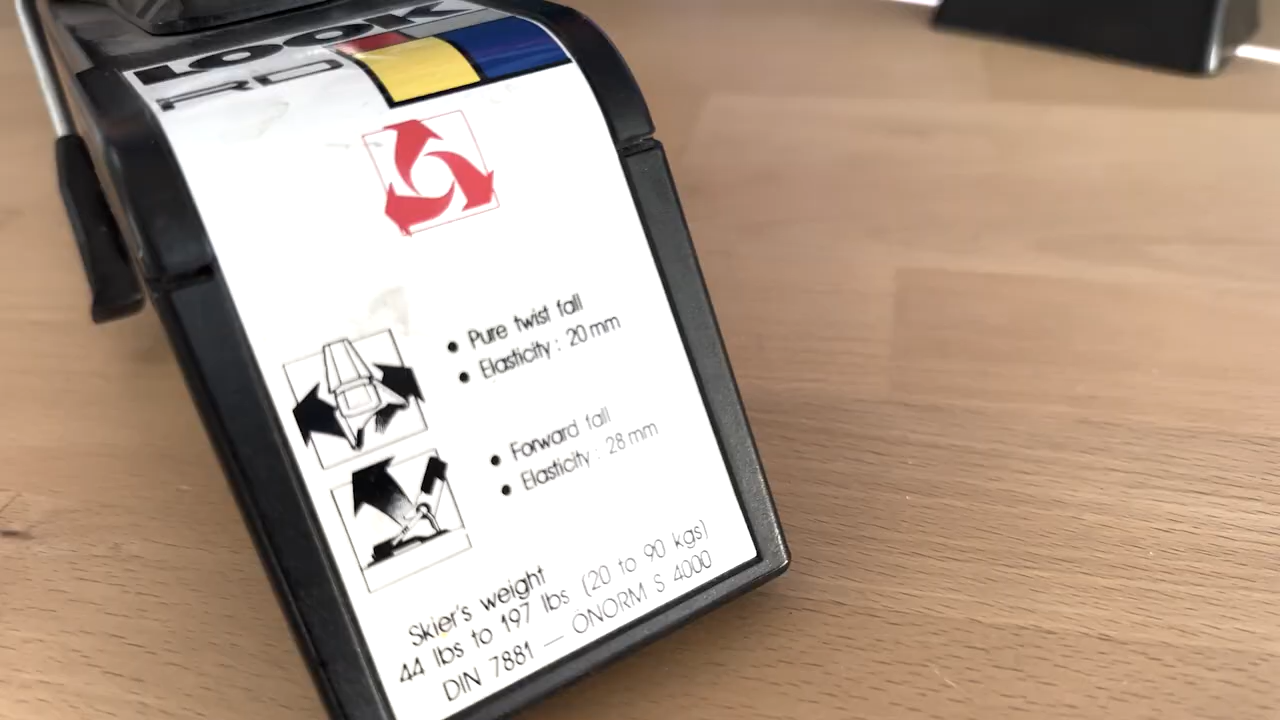 LOOK
RD
• Pure twist fall
• Elasticity : 20 mm
• Forward fall
• Elasticity : 28 mm
Skier's weight
44 lbs to 197 lbs (20 to 90 kgs)
DIN 7881 — ÖNORM S 4000